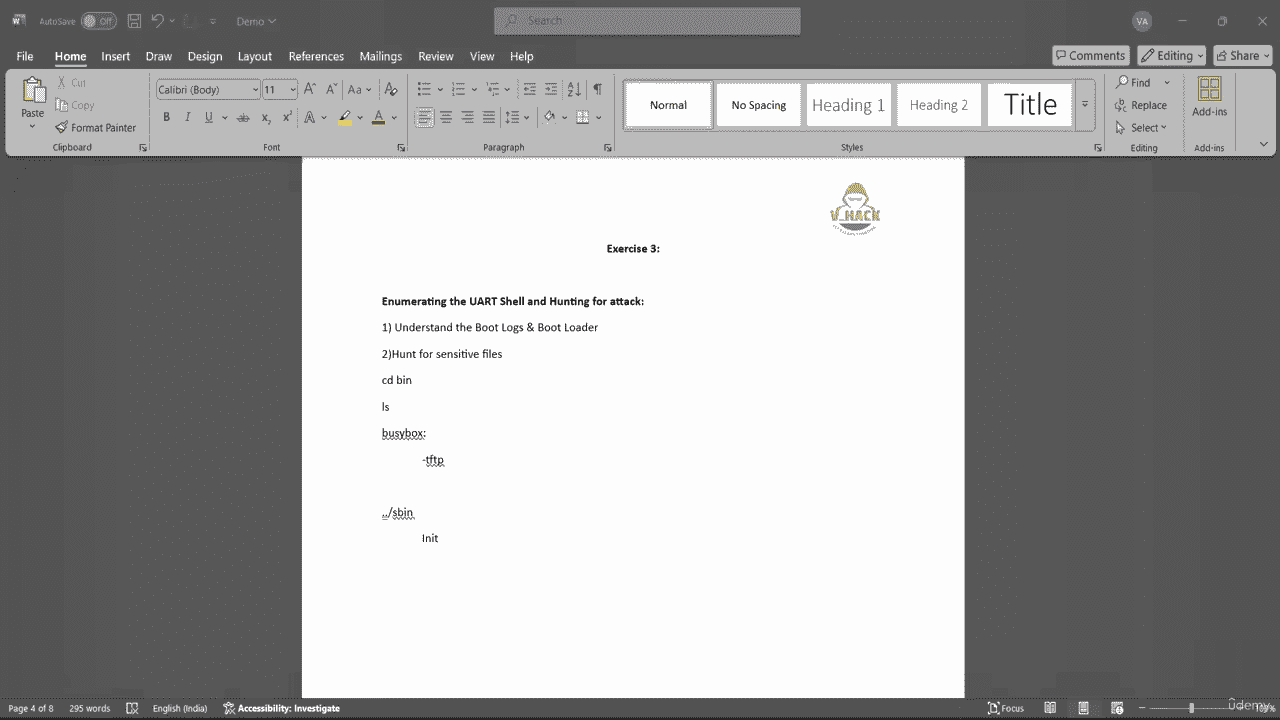 AutoSave
Off
Demo
Search
VA
File
Home
Insert
Draw
Design
Layout
References
Mailings
Review
View
Help
Comments
Editing
Share
Paste
Cut
Copy
Format Painter
Clipboard
Calibri (Body)
11
Font
Paragraph
Normal
No Spacing
Heading 1
Heading 2
Title
Styles
Find
Replace
Select
Editing
Add-ins
Add-ins
V_HACK
Exercise 3:
Enumerating the UART Shell and Hunting for attack:
1) Understand the Boot Logs & Boot Loader
2)Hunt for sensitive files
cd bin
ls
busybox:
-tftp
../sbin
Init
Page 4 of 8
295 words
English (India)
Accessibility: Investigate
Focus